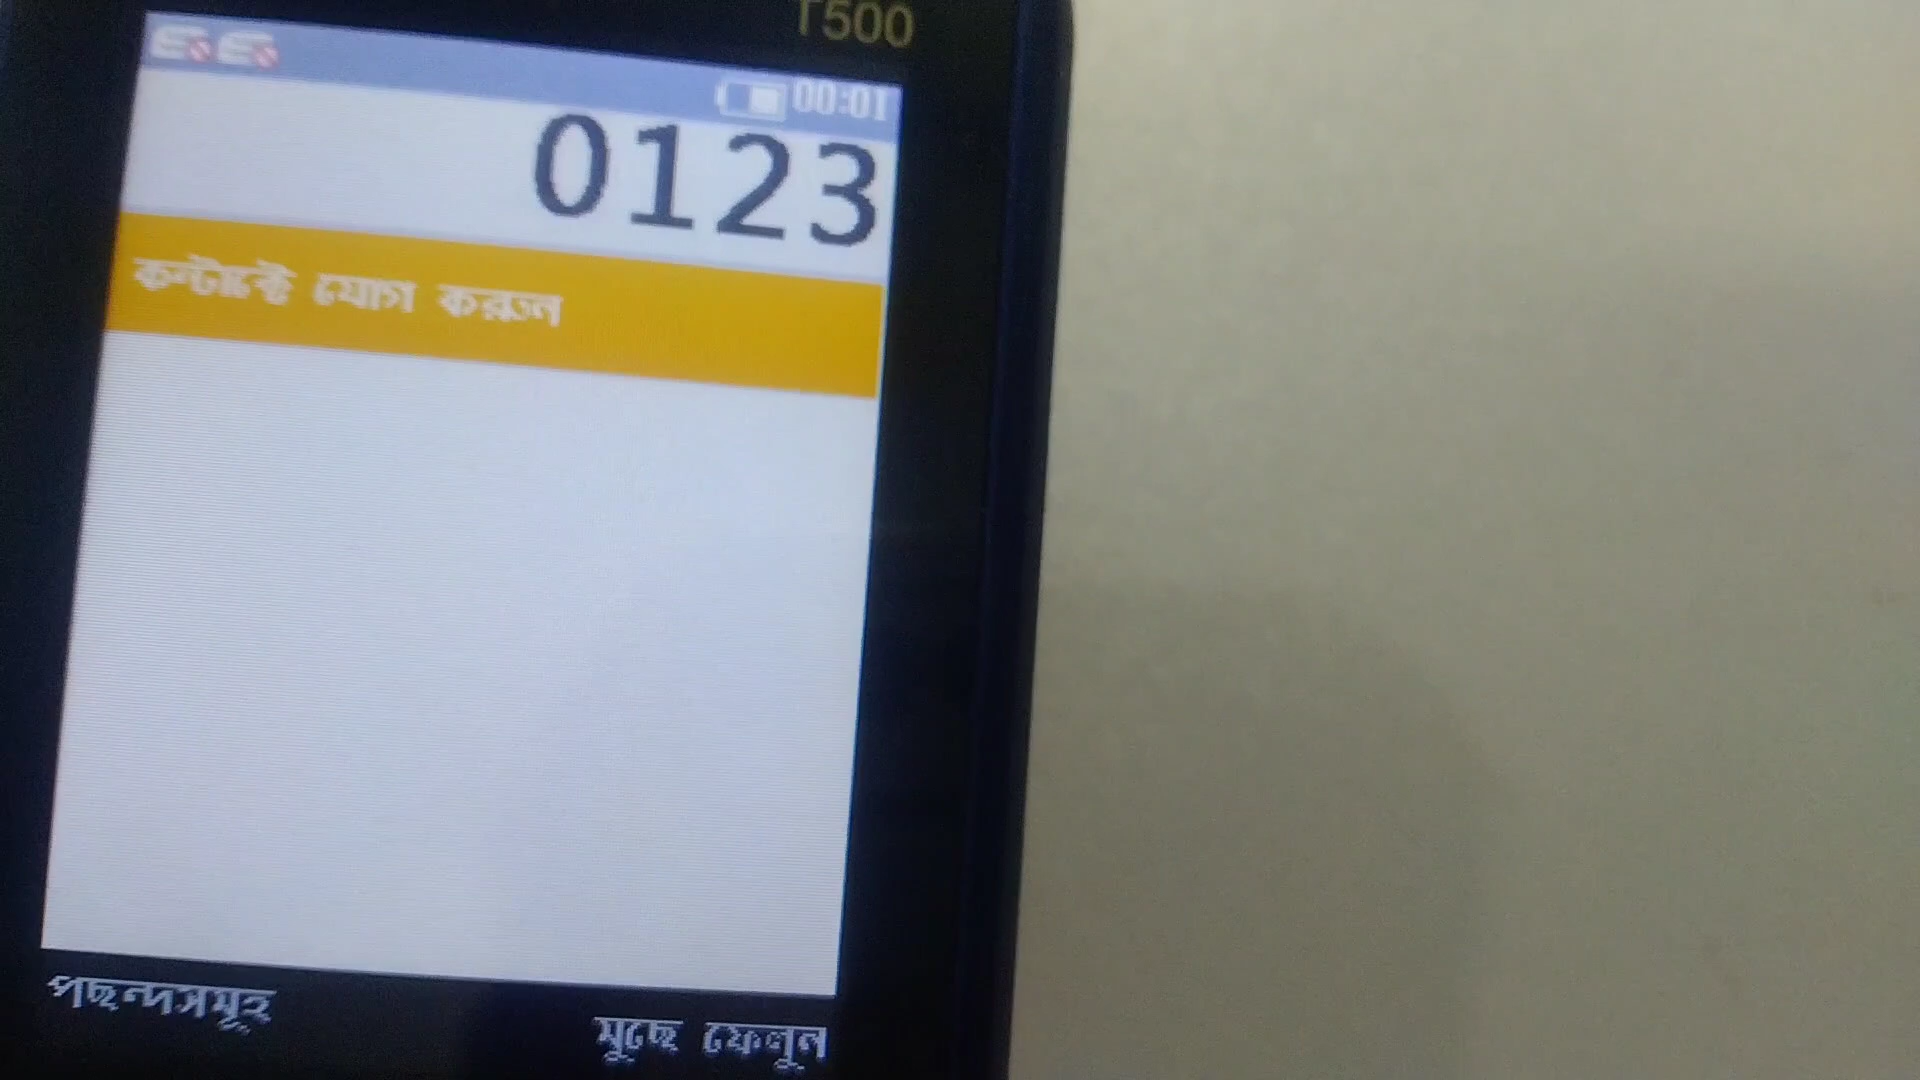 T500
00:01
0123
কন্টাক্টে যোগ করুন
পছন্দসমূহ
মুছে ফেলুন